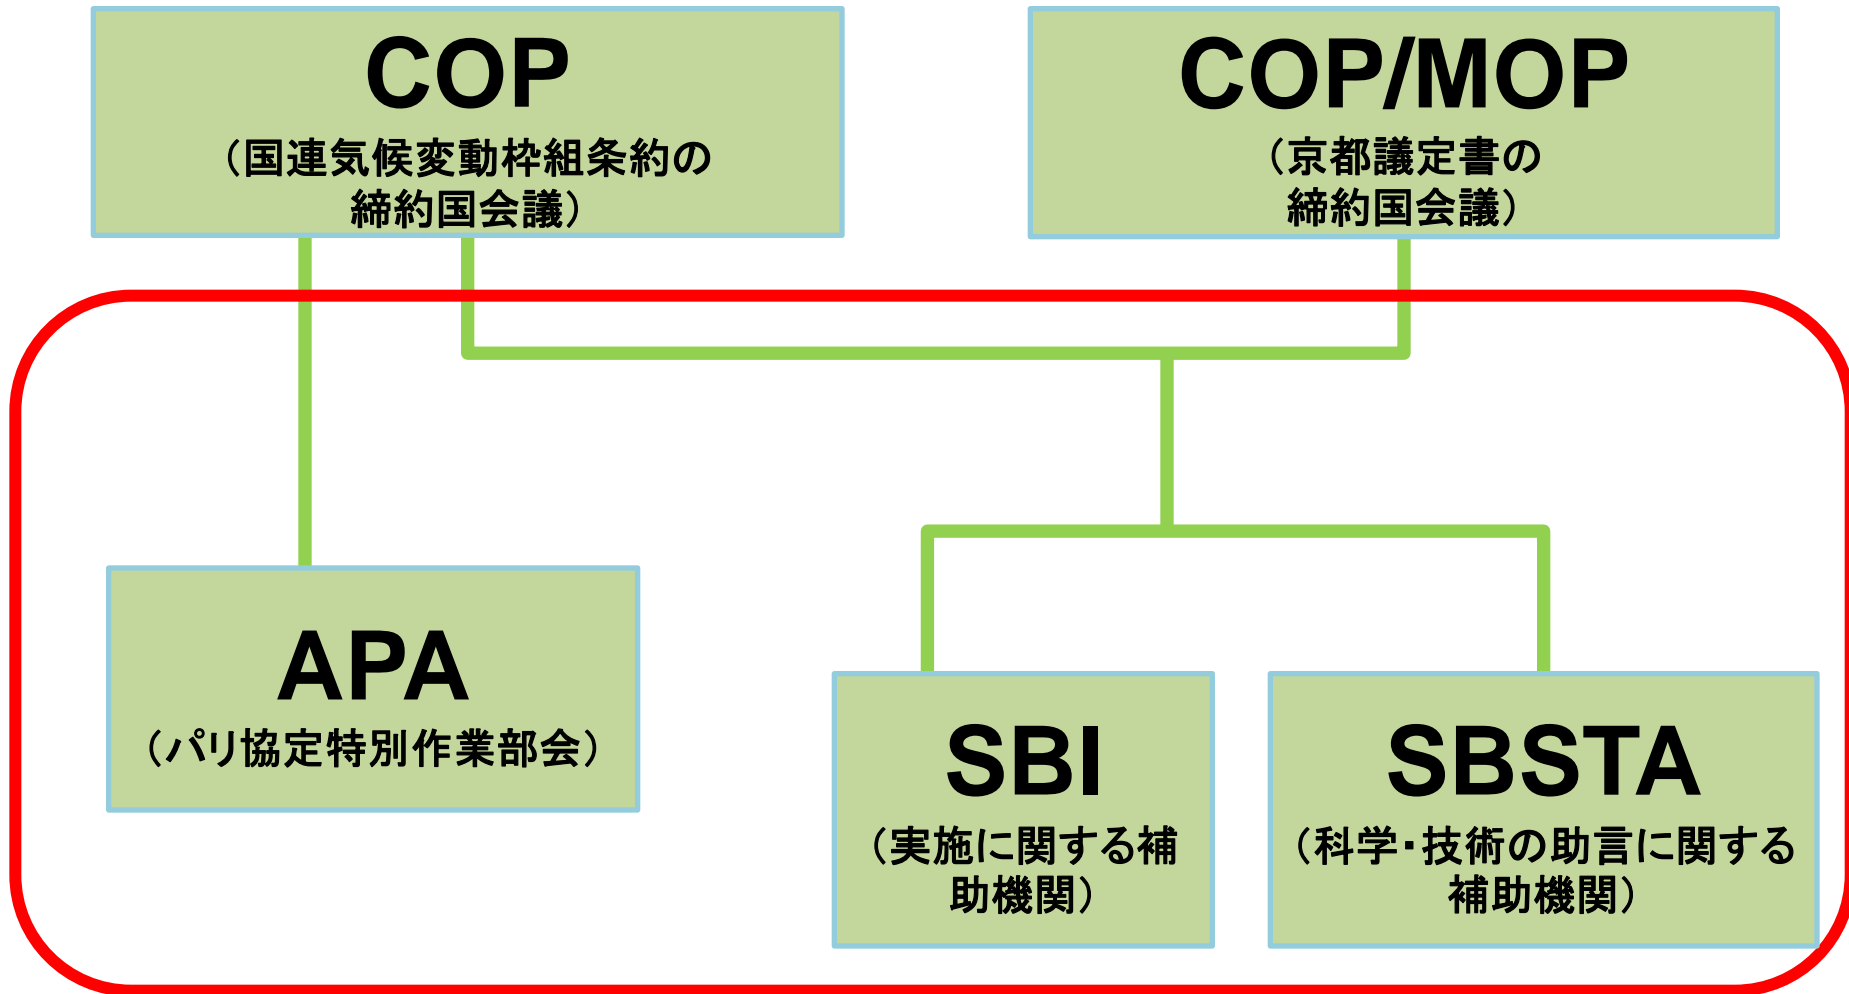 COP
（国連気候変動枠組条約の
締約国会議）
COP/MOP
（京都議定書の
締約国会議）
APA
（パリ協定特別作業部会）
SBI
（実施に関する補
助機関）
SBSTA
（科学・技術の助言に関する
補助機関）